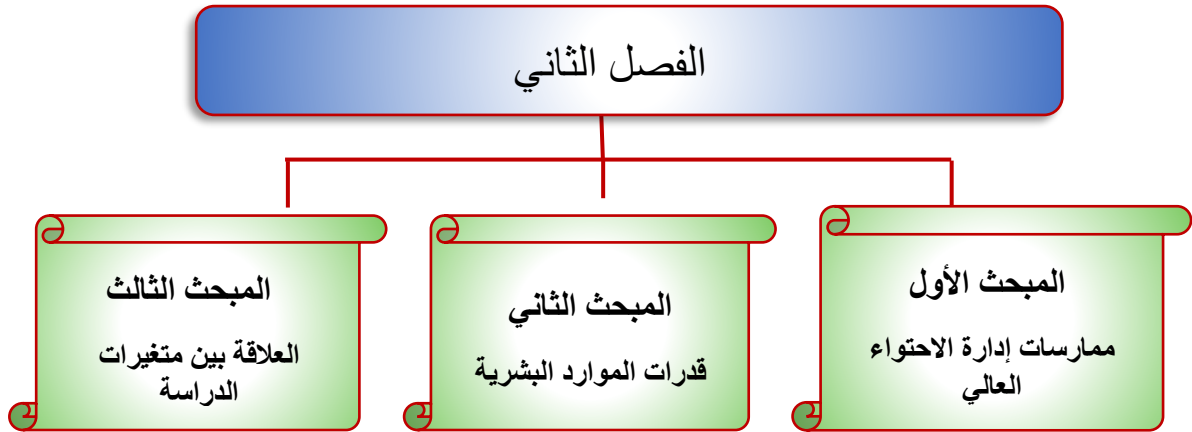 الفصل الثاني
المبحث الأول
ممارسات إدارة الاحتواء
العالي
المبحث الثاني
قدرات الموارد البشرية
المبحث الثالث
العلاقة بين متغيرات
الدراسة